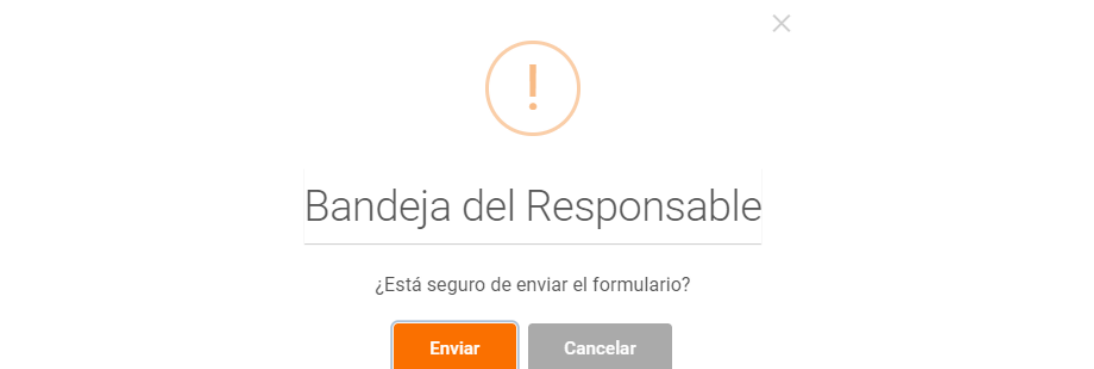 Bandeja del Responsable
¿Está seguro de enviar el formulario?
Enviar Cancelar